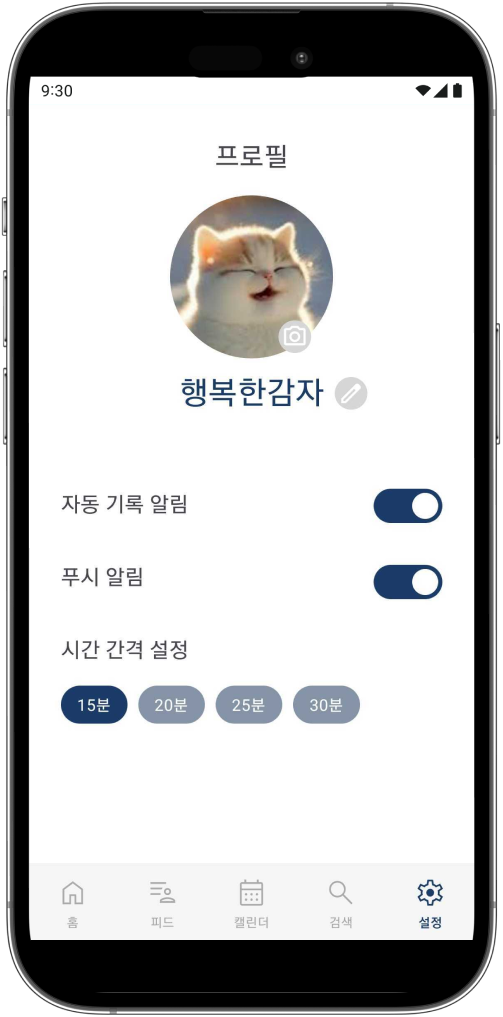 9:30
프로필
행복한감자
자동 기록 알림
푸시 알림
시간 간격 설정
15분 20분 25분 30분
홈 피드 캘린더 검색 설정